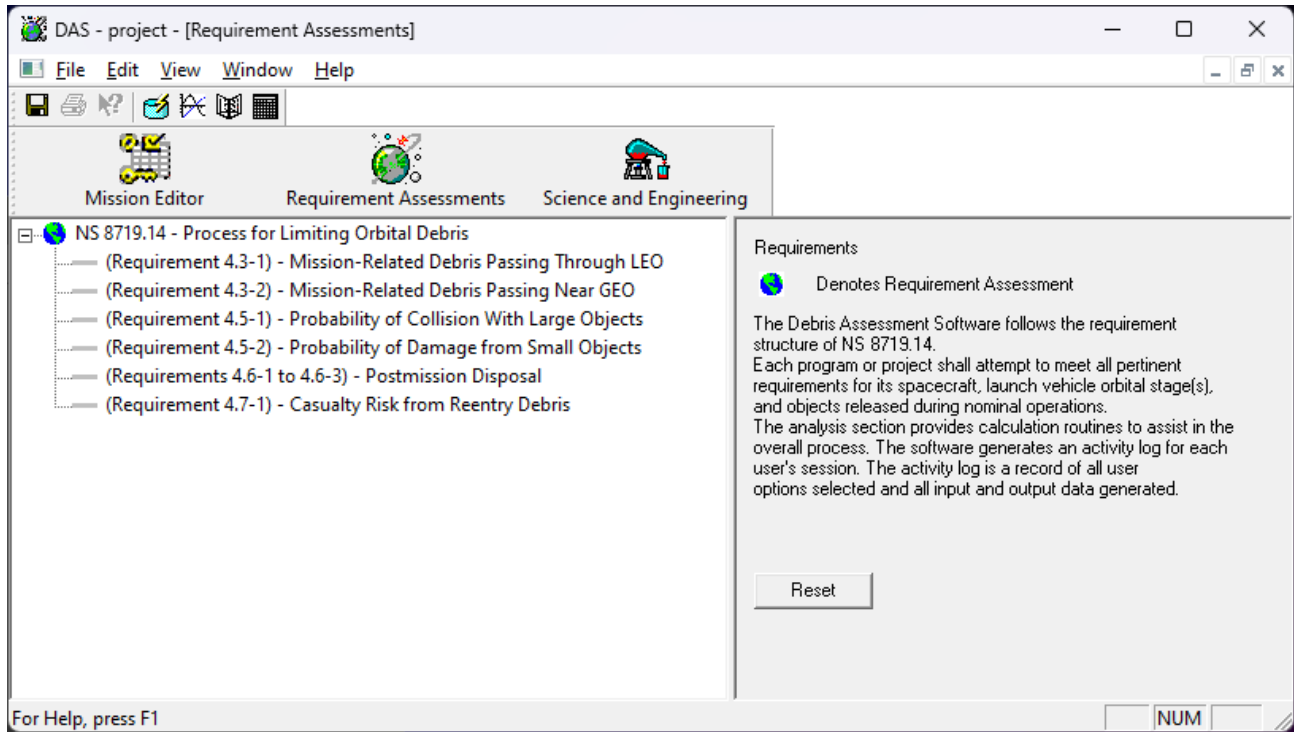 DAS - project - [Requirement Assessments]
File Edit View Window Help
Mission Editor Requirement Assessments Science and Engineering
NS 8719.14 - Process for Limiting Orbital Debris
(Requirement 4.3-1) - Mission-Related Debris Passing Through LEO
(Requirement 4.3-2) - Mission-Related Debris Passing Near GEO
(Requirement 4.5-1) - Probability of Collision With Large Objects
(Requirement 4.5-2) - Probability of Damage from Small Objects
(Requirements 4.6-1 to 4.6-3) - Postmission Disposal
(Requirement 4.7-1) - Casualty Risk from Reentry Debris
Requirements
Denotes Requirement Assessment
The Debris Assessment Software follows the requirement
structure of NS 8719.14.
Each program or project shall attempt to meet all pertinent
requirements for its spacecraft, launch vehicle orbital stage(s),
and objects released during nominal operations.
The analysis section provides calculation routines to assist in the
overall process. The software generates an activity log for each
user's session. The activity log is a record of all user
options selected and all input and output data generated.
Reset
For Help, press F1
NUM